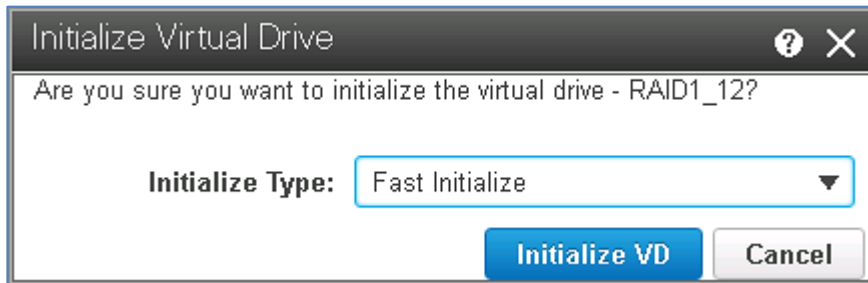 Initialize Virtual Drive ?
Are you sure you want to initialize the virtual drive - RAID1_12?
Initialize Type: Fast Initialize
Initialize VD Cancel